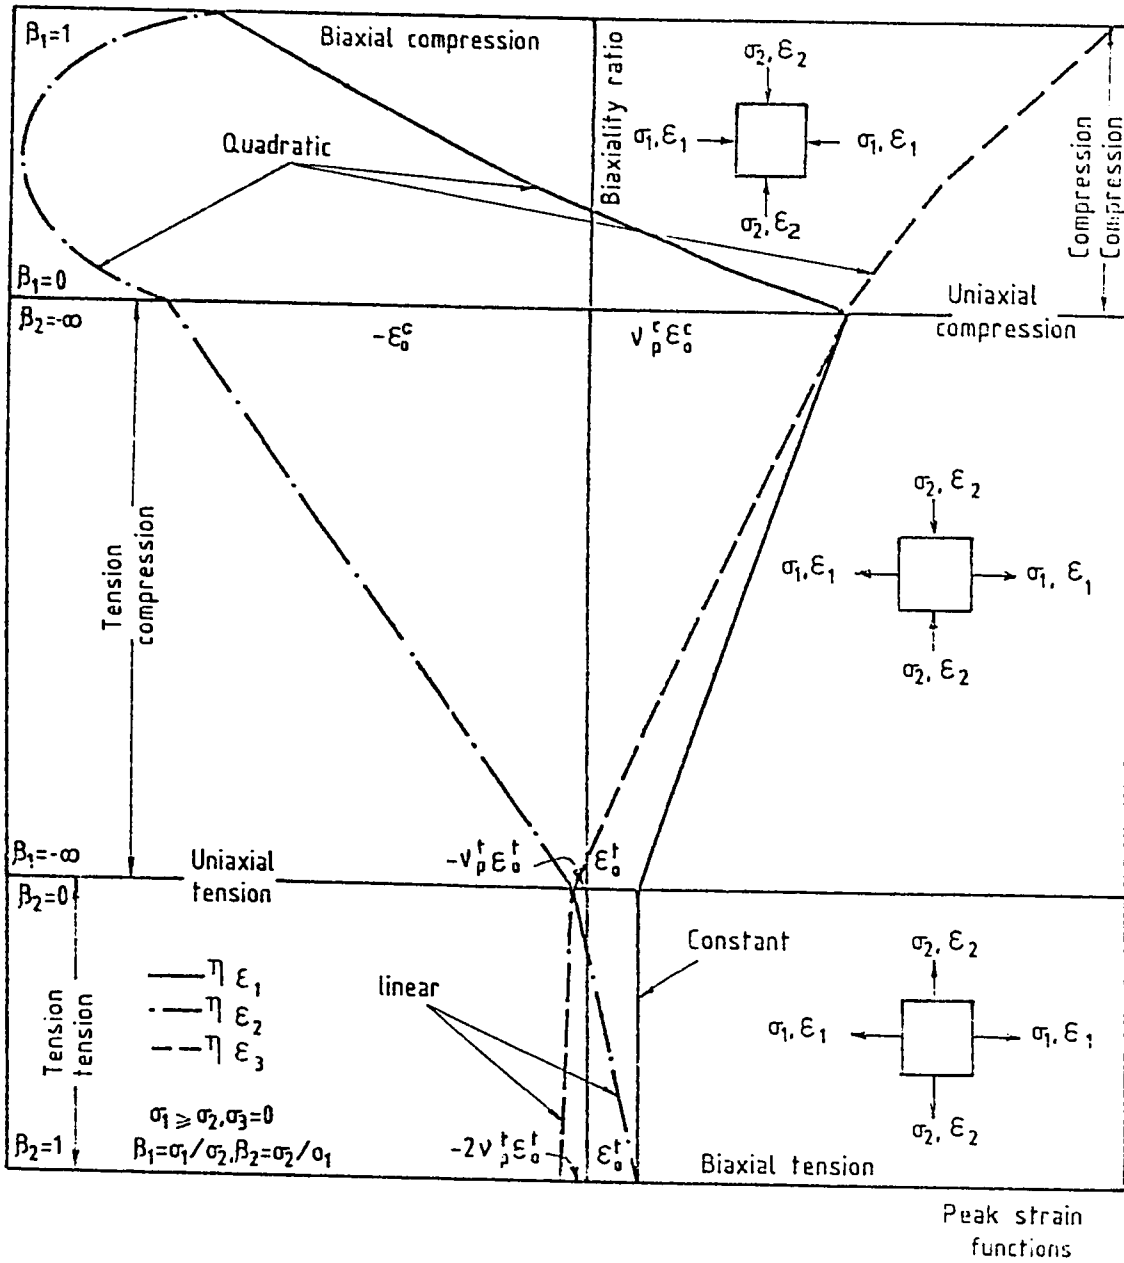 β₁=1
Biaxial compression
Biaxiality ratio
σ₂, ε₂
σ₁, ε₁
σ₁, ε₁
σ₂, ε₂
Compression
Compression
Quadratic
β₁=0
β₂=-∞
-ε₀ᶜ
νₚᶜ ε₀ᶜ
Uniaxial
compression
Tension
compression
σ₂, ε₂
σ₁, ε₁
σ₁, ε₁
σ₂, ε₂
β₁=-∞
Uniaxial
tension
-νₚᵗ ε₀ᵗ
ε₀ᵗ
β₂=0
Tension
tension
η ε₁
η ε₂
η ε₃
linear
Constant
σ₂, ε₂
σ₁, ε₁
σ₁, ε₁
σ₂, ε₂
σ₁ ⩾ σ₂, σ₃=0
β₁=σ₁/σ₂, β₂=σ₂/σ₁
β₂=1
-2νₚᵗ ε₀ᵗ
ε₀ᵗ
Biaxial tension
Peak strain
functions